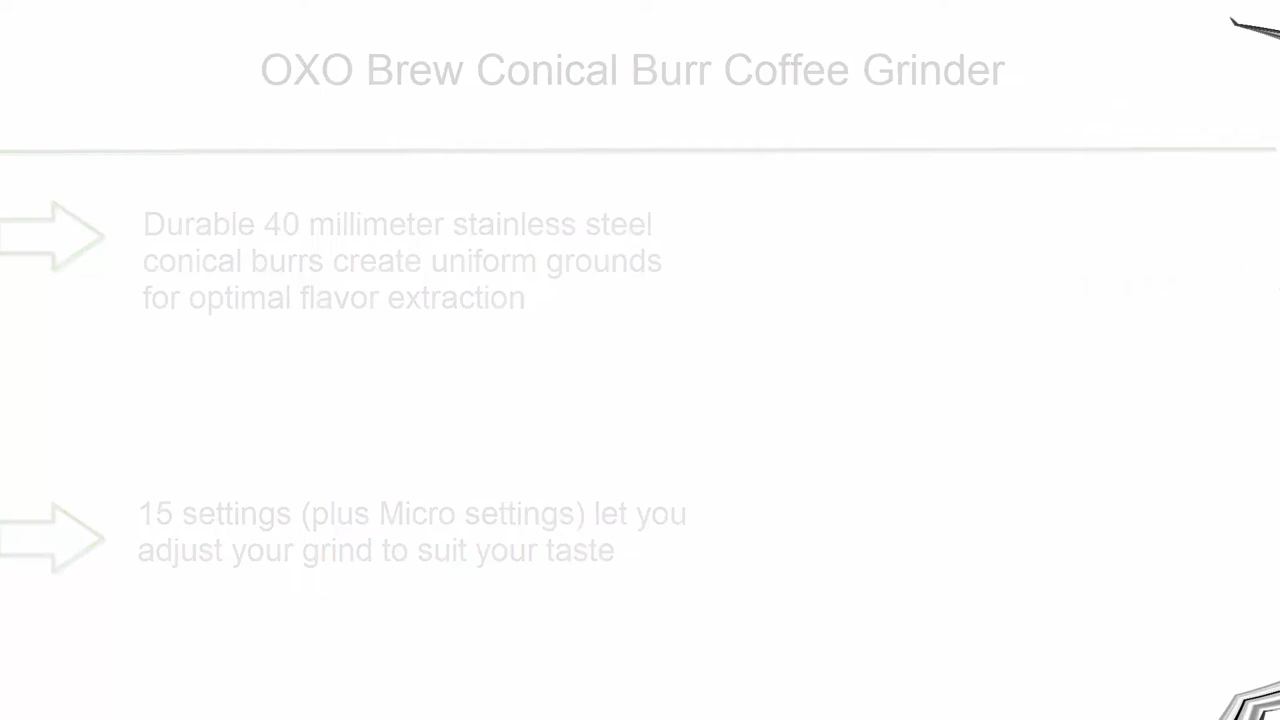 OXO Brew Conical Burr Coffee Grinder
Durable 40 millimeter stainless steel
conical burrs create uniform grounds
for optimal flavor extraction
15 settings (plus Micro settings) let you
adjust your grind to suit your taste